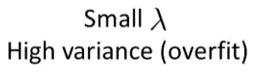 Small λ
High variance (overfit)